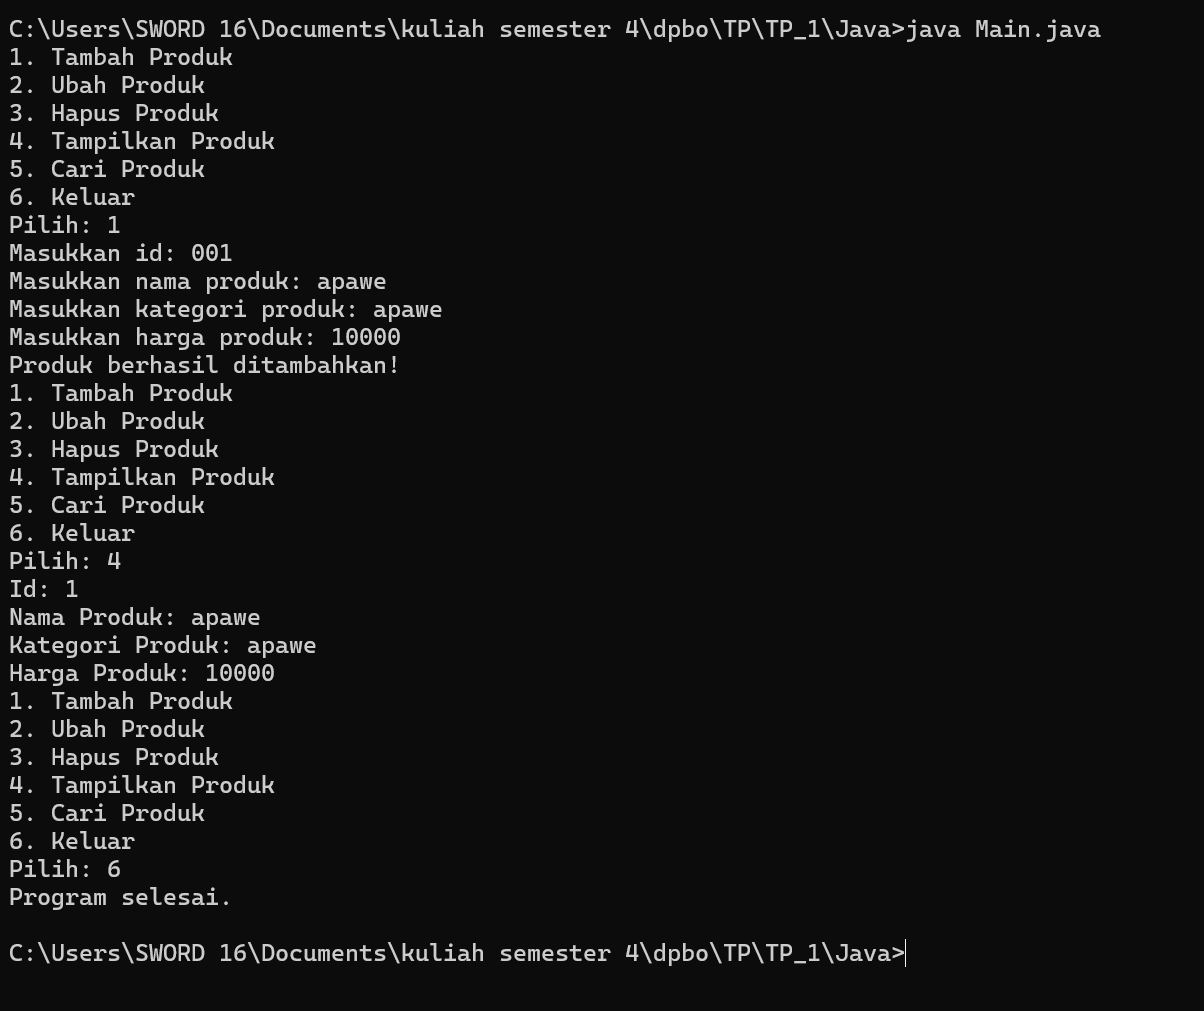 C:\Users\SWORD 16\Documents\kuliah semester 4\dpbo\TP\TP_1\Java>java Main.java
1. Tambah Produk
2. Ubah Produk
3. Hapus Produk
4. Tampilkan Produk
5. Cari Produk
6. Keluar
Pilih: 1
Masukkan id: 001
Masukkan nama produk: apawe
Masukkan kategori produk: apawe
Masukkan harga produk: 10000
Produk berhasil ditambahkan!
1. Tambah Produk
2. Ubah Produk
3. Hapus Produk
4. Tampilkan Produk
5. Cari Produk
6. Keluar
Pilih: 4
Id: 1
Nama Produk: apawe
Kategori Produk: apawe
Harga Produk: 10000
1. Tambah Produk
2. Ubah Produk
3. Hapus Produk
4. Tampilkan Produk
5. Cari Produk
6. Keluar
Pilih: 6
Program selesai.
C:\Users\SWORD 16\Documents\kuliah semester 4\dpbo\TP\TP_1\Java>